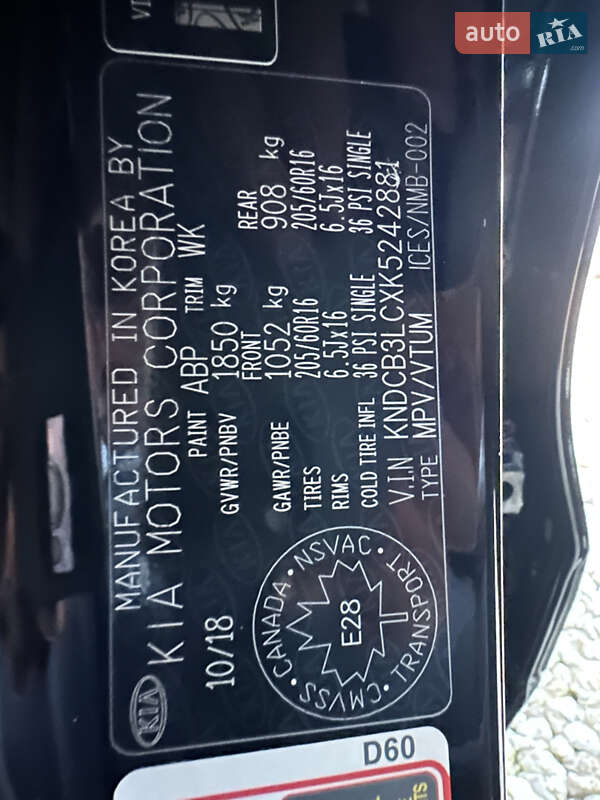 auto RIA
.com
VI
MANUFACTURED IN KOREA BY
KIA MOTORS CORPORATION
10/18
PAINT ABP TRIM WK
GVWR/PNBV 1850 kg
FRONT REAR
GAWR/PNBE 1052 kg 908 kg
TIRES 205/60R16 205/60R16
RIMS 6.5Jx16 6.5Jx16
COLD TIRE INFL 36 PSI SINGLE 36 PSI SINGLE
V.I.N KNDCB3LCXK5242881
TYPE MPV/VTUM ICES/NMB-002
KIA
CANADA • NSVAC • TRANSPORT • CMVSS •
E28
D60